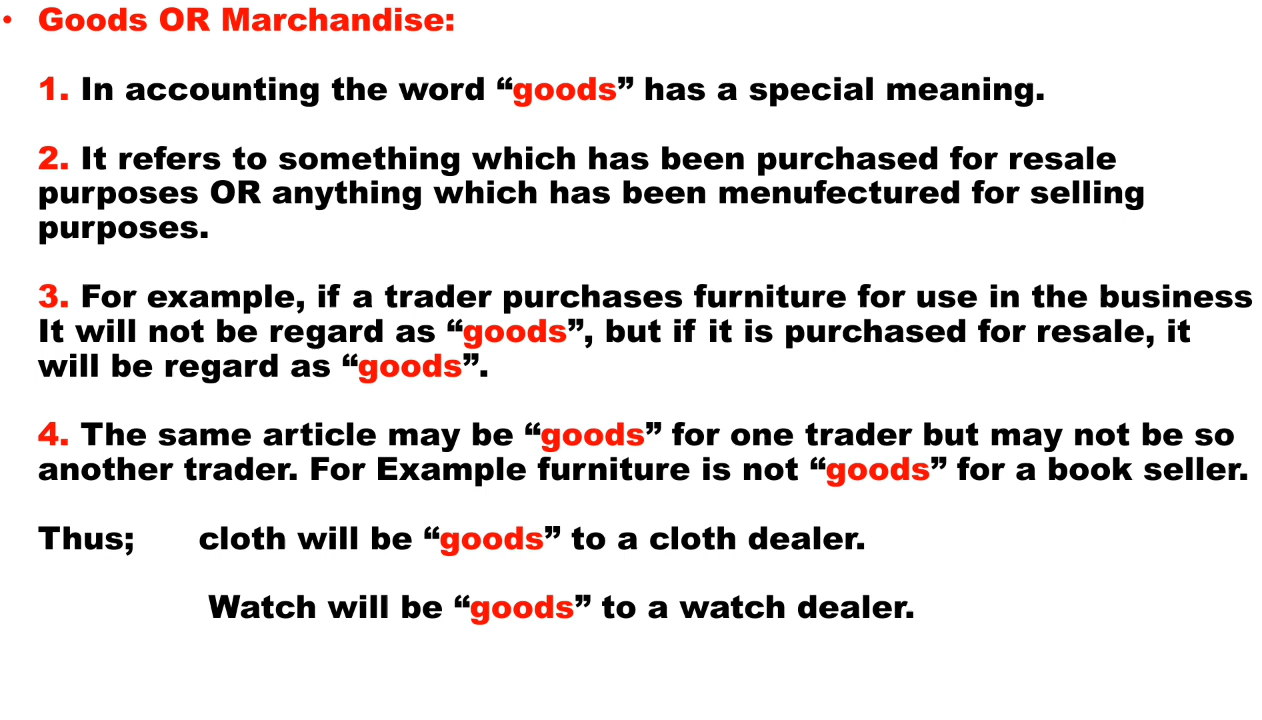 • Goods OR Marchandise:
1. In accounting the word “goods” has a special meaning.
2. It refers to something which has been purchased for resale
purposes OR anything which has been menufectured for selling
purposes.
3. For example, if a trader purchases furniture for use in the business
It will not be regard as “goods”, but if it is purchased for resale, it
will be regard as “goods”.
4. The same article may be “goods” for one trader but may not be so
another trader. For Example furniture is not “goods” for a book seller.
Thus; cloth will be “goods” to a cloth dealer.
Watch will be “goods” to a watch dealer.